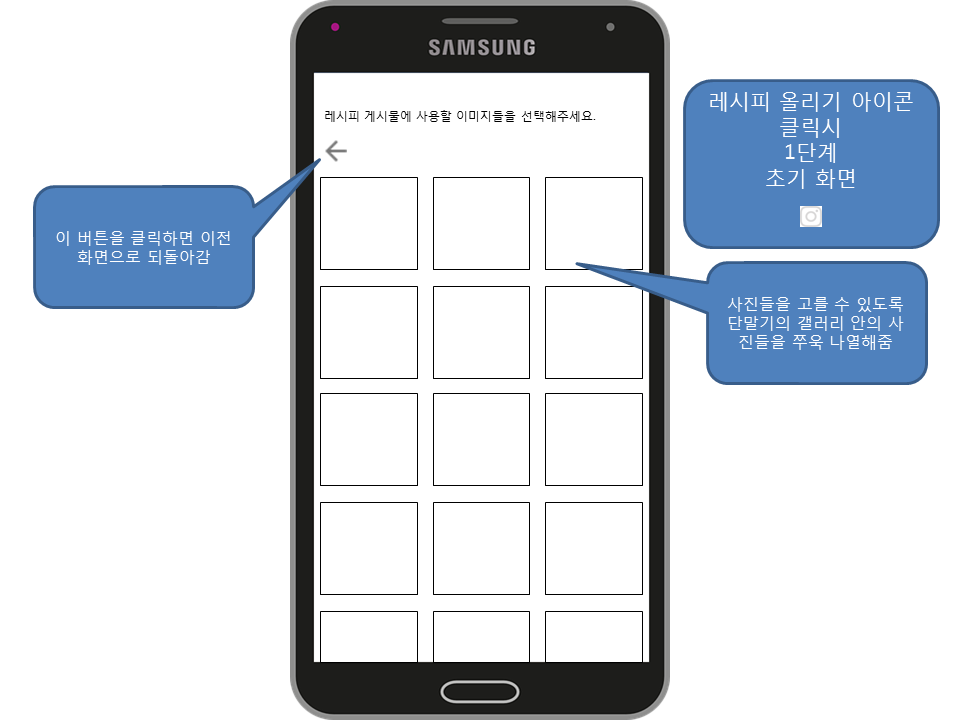 SAMSUNG
레시피 게시물에 사용할 이미지들을 선택해주세요.
레시피 올리기 아이콘
클릭시
1단계
초기 화면
이 버튼을 클릭하면 이전
화면으로 되돌아감
사진들을 고를 수 있도록
단말기의 갤러리 안의 사
진들을 쭈욱 나열해줌